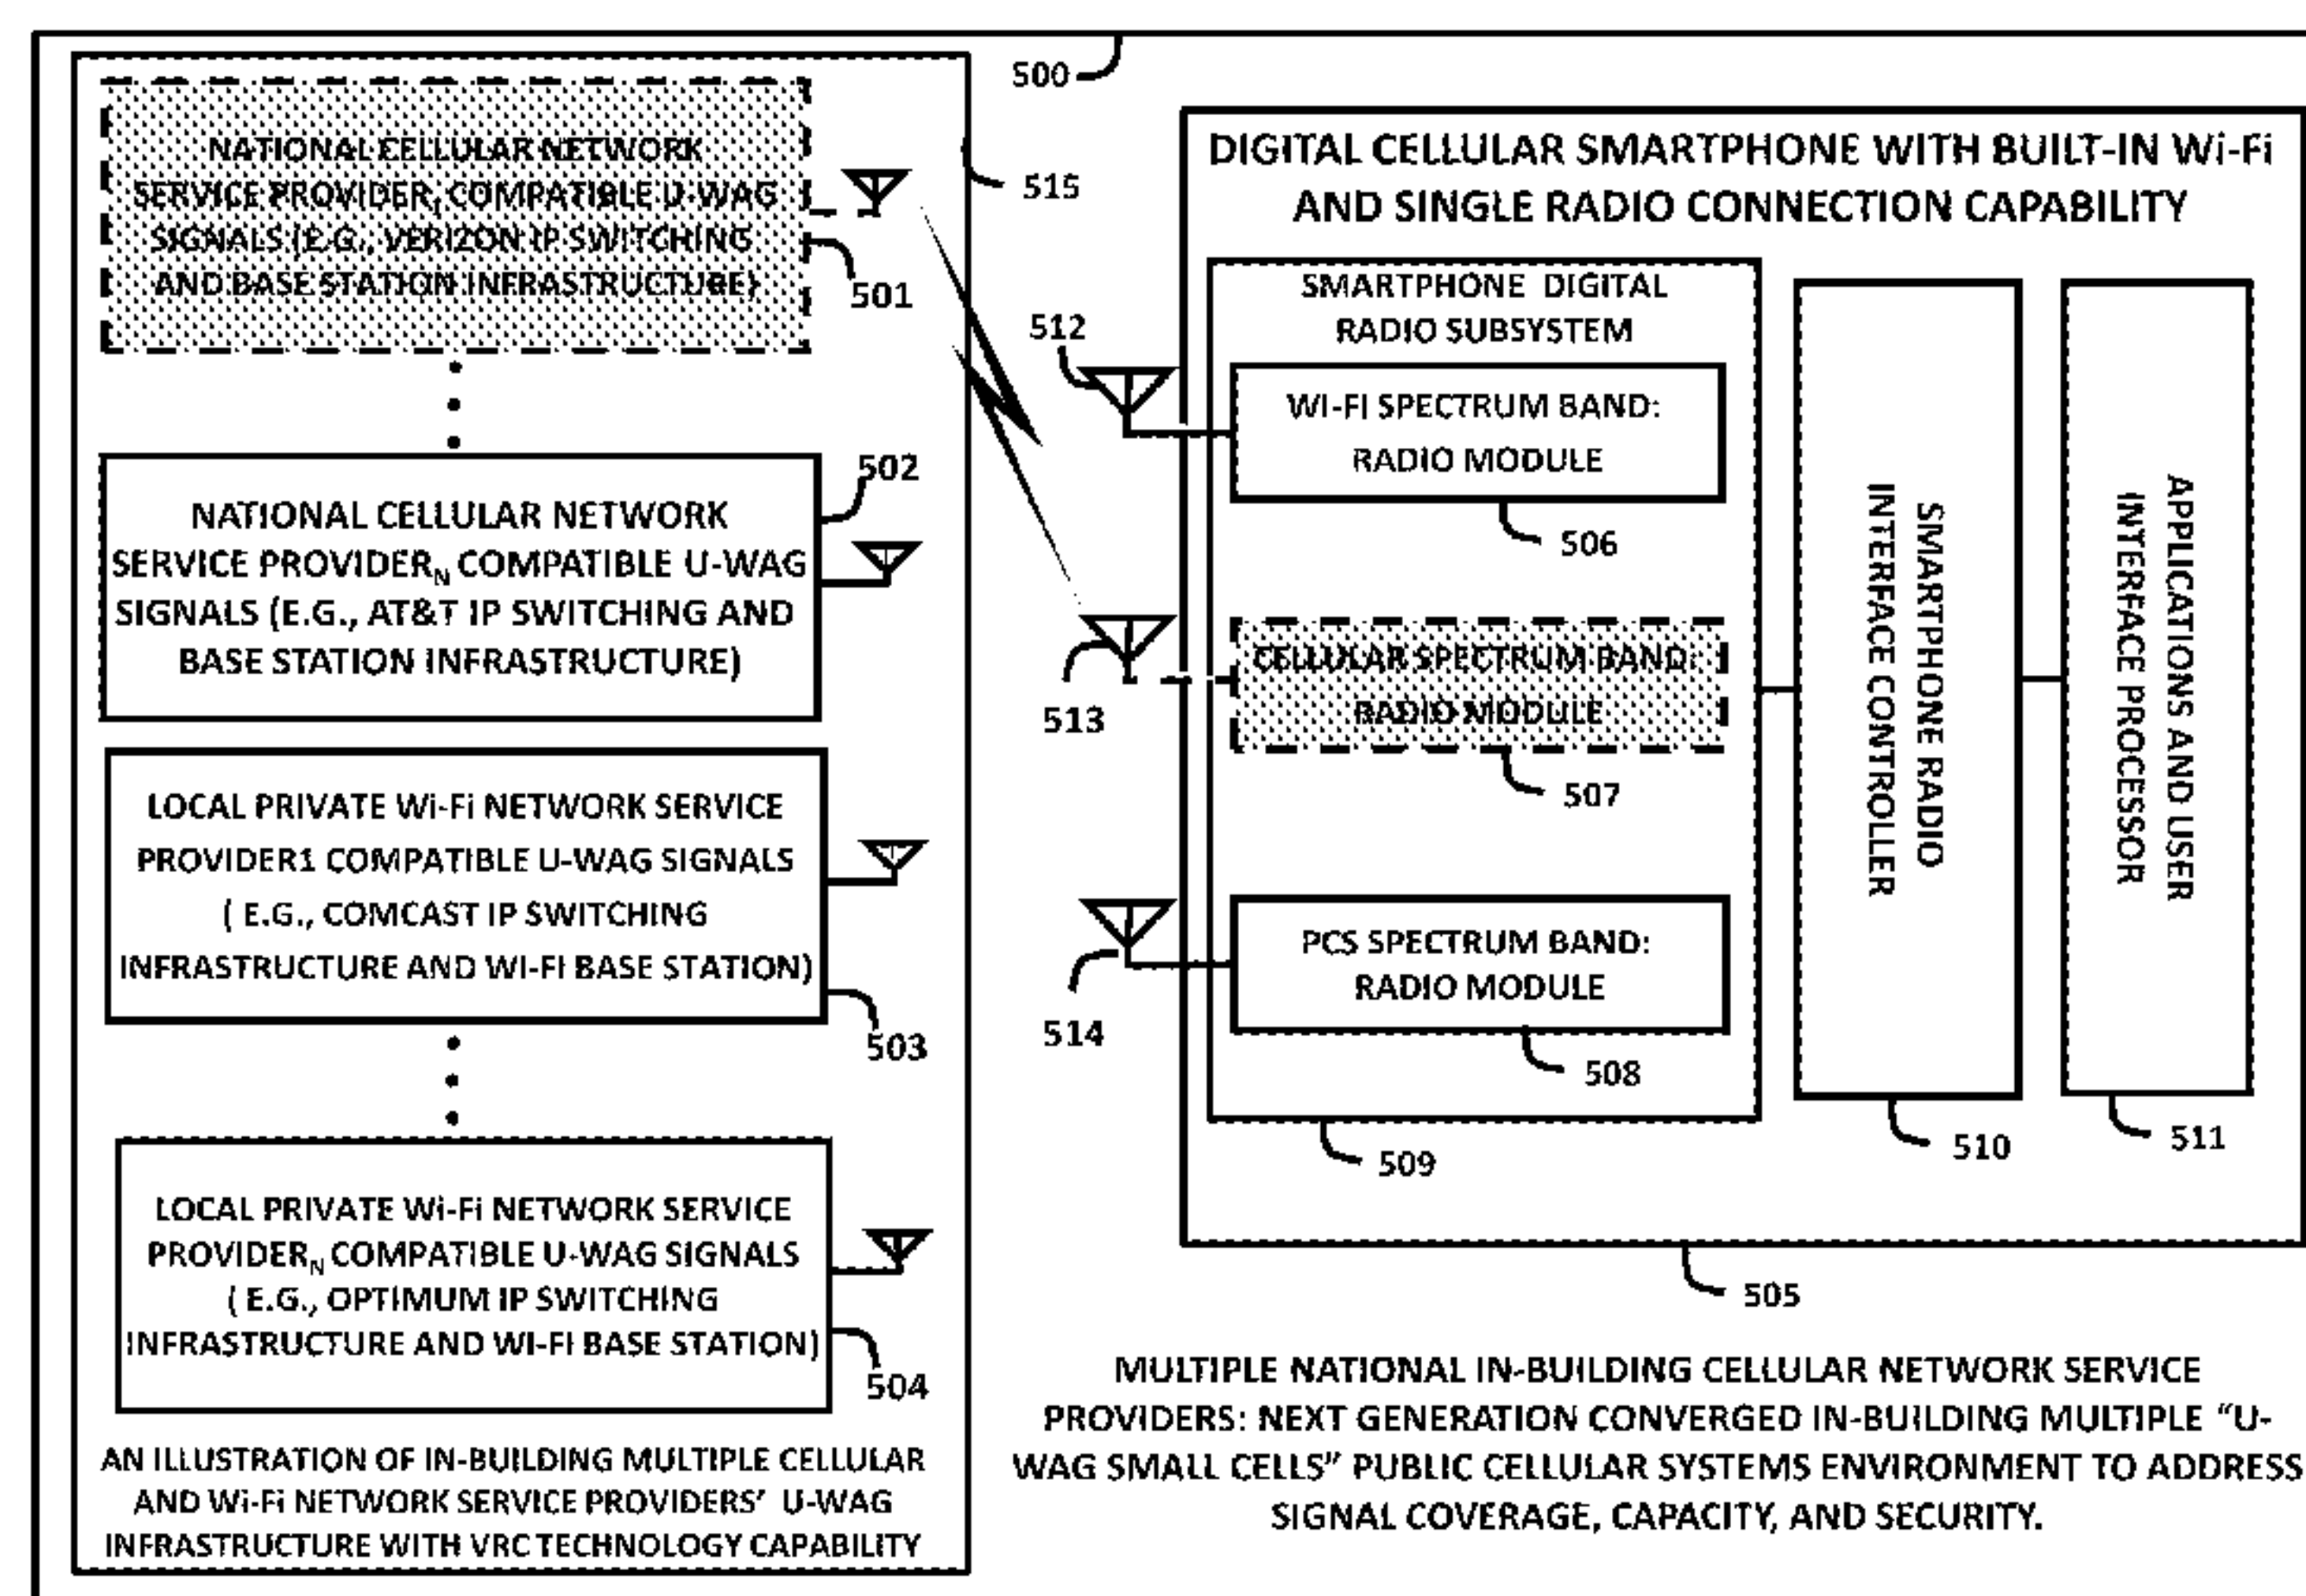 500
NATIONAL CELLULAR NETWORK
SERVICE PROVIDER1 COMPATIBLE U-WAG
SIGNALS (E.G., VERIZON IP SWITCHING
AND BASE STATION INFRASTRUCTURE)
501
515
NATIONAL CELLULAR NETWORK
SERVICE PROVIDERN COMPATIBLE U-WAG
SIGNALS (E.G., AT&T IP SWITCHING AND
BASE STATION INFRASTRUCTURE)
502
LOCAL PRIVATE Wi-Fi NETWORK SERVICE
PROVIDER1 COMPATIBLE U-WAG SIGNALS
( E.G., COMCAST IP SWITCHING
INFRASTRUCTURE AND WI-FI BASE STATION)
503
LOCAL PRIVATE Wi-Fi NETWORK SERVICE
PROVIDERN COMPATIBLE U-WAG SIGNALS
( E.G., OPTIMUM IP SWITCHING
INFRASTRUCTURE AND WI-FI BASE STATION)
504
AN ILLUSTRATION OF IN-BUILDING MULTIPLE CELLULAR
AND Wi-Fi NETWORK SERVICE PROVIDERS' U-WAG
INFRASTRUCTURE WITH VRC TECHNOLOGY CAPABILITY
DIGITAL CELLULAR SMARTPHONE WITH BUILT-IN Wi-Fi
AND SINGLE RADIO CONNECTION CAPABILITY
SMARTPHONE DIGITAL
RADIO SUBSYSTEM
512
WI-FI SPECTRUM BAND:
RADIO MODULE
506
513
CELLULAR SPECTRUM BAND:
RADIO MODULE
507
514
PCS SPECTRUM BAND:
RADIO MODULE
508
509
SMARTPHONE RADIO
INTERFACE CONTROLLER
510
APPLICATIONS AND USER
INTERFACE PROCESSOR
511
505
MULTIPLE NATIONAL IN-BUILDING CELLULAR NETWORK SERVICE
PROVIDERS: NEXT GENERATION CONVERGED IN-BUILDING MULTIPLE “U-
WAG SMALL CELLS” PUBLIC CELLULAR SYSTEMS ENVIRONMENT TO ADDRESS
SIGNAL COVERAGE, CAPACITY, AND SECURITY.